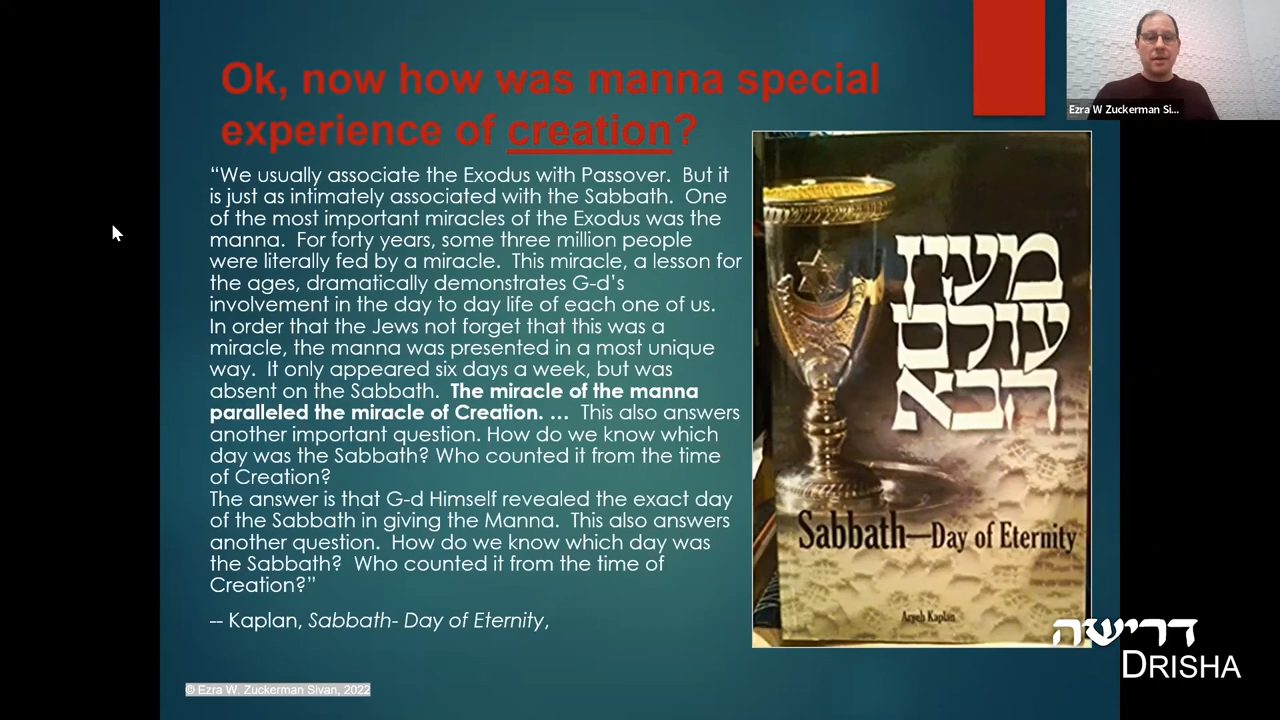 Ok, now how was manna special
experience of creation?
Ezra W Zuckerman Si...
“We usually associate the Exodus with Passover. But it
is just as intimately associated with the Sabbath. One
of the most important miracles of the Exodus was the
manna. For forty years, some three million people
were literally fed by a miracle. This miracle, a lesson for
the ages, dramatically demonstrates G-d’s
involvement in the day to day life of each one of us.
In order that the Jews not forget that this was a
miracle, the manna was presented in a most unique
way. It only appeared six days a week, but was
absent on the Sabbath. The miracle of the manna
paralleled the miracle of Creation. … This also answers
another important question. How do we know which
day was the Sabbath? Who counted it from the time
of Creation?
The answer is that G-d Himself revealed the exact day
of the Sabbath in giving the Manna. This also answers
another question. How do we know which day was
the Sabbath? Who counted it from the time of
Creation?”
-- Kaplan, Sabbath- Day of Eternity,
מעין
עולם
הבא
Sabbath—Day of Eternity
Aryeh Kaplan
דרישה
DRISHA
© Ezra W. Zuckerman Sivan, 2022